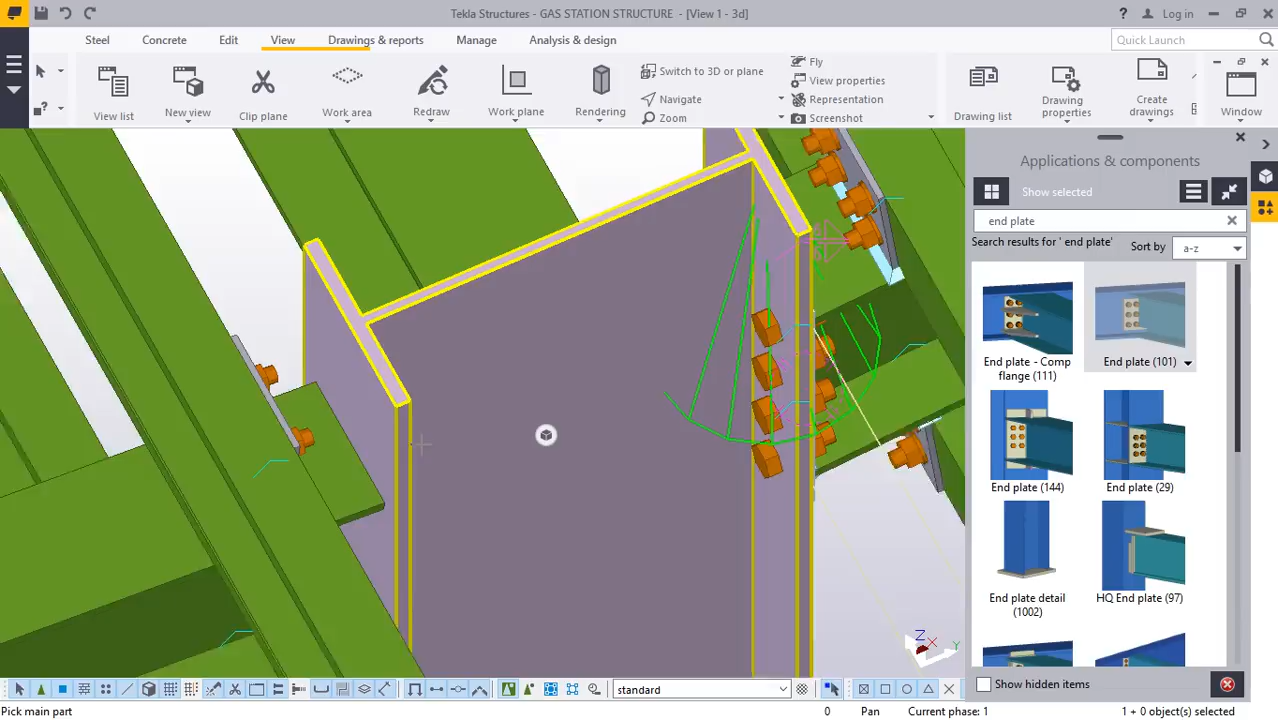 Tekla Structures - GAS STATION STRUCTURE - [View 1 - 3d]
? Log in
Steel Concrete Edit View Drawings & reports Manage Analysis & design
Quick Launch
View list
New view
Clip plane
Work area
Redraw
Work plane
Rendering
Switch to 3D or plane
Navigate
Zoom
Fly
View properties
Representation
Screenshot
Drawing list
Drawing properties
Create drawings
Window
Applications & components
Show selected
end plate
Search results for ' end plate'
Sort by a-z
End plate - Comp flange (111)
End plate (101)
End plate (144)
End plate (29)
End plate detail (1002)
HQ End plate (97)
Show hidden items
Z
X
Y
standard
Pick main part
0
Pan
Current phase: 1
1 + 0 object(s) selected